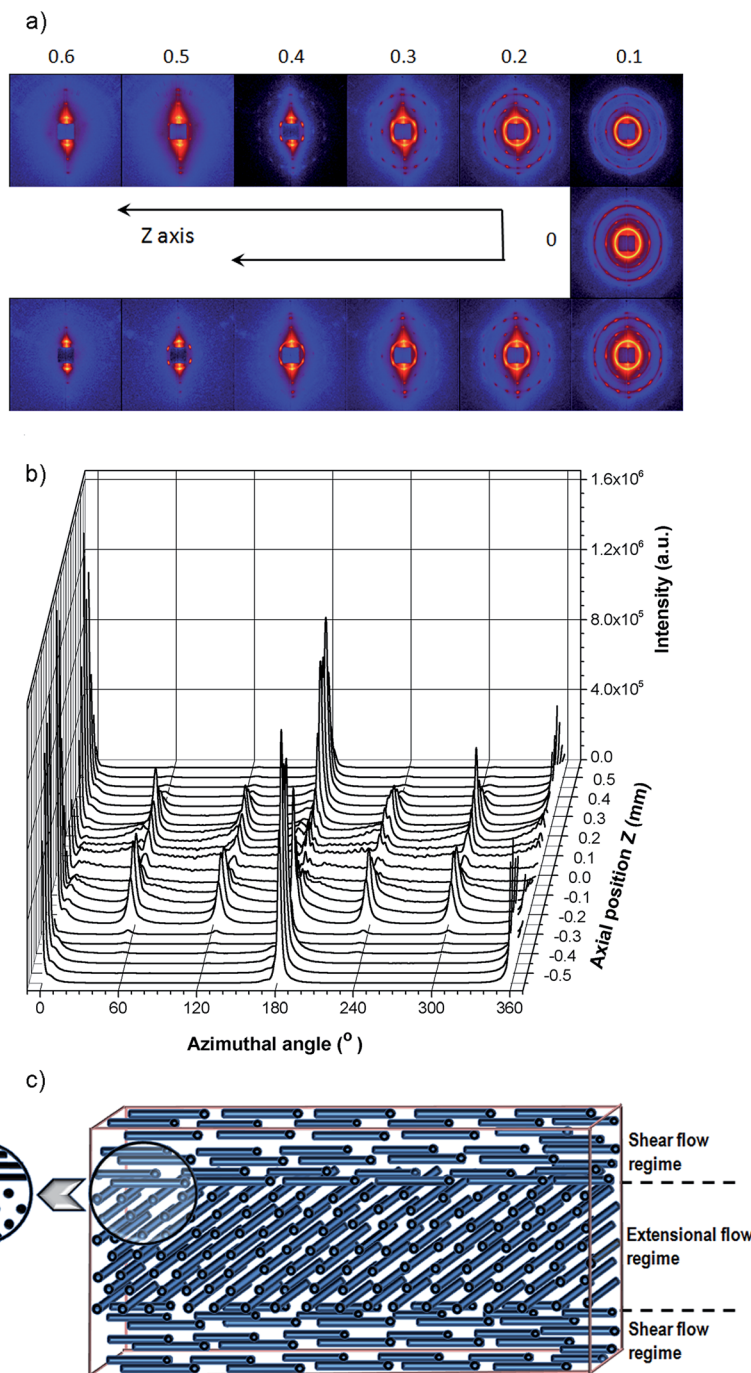 a)
0.6 0.5 0.4 0.3 0.2 0.1
Z axis
0
b)
1.6x10⁶
1.2x10⁶
8.0x10⁵
4.0x10⁵
0.0
Intensity (a.u.)
0.5
0.4
0.3
0.2
0.1
0.0
-0.1
-0.2
-0.3
-0.4
-0.5
Axial position Z (mm)
0 60 120 180 240 300 360
Azimuthal angle (°)
c)
Shear flow
regime
Extensional flow
regime
Shear flow
regime